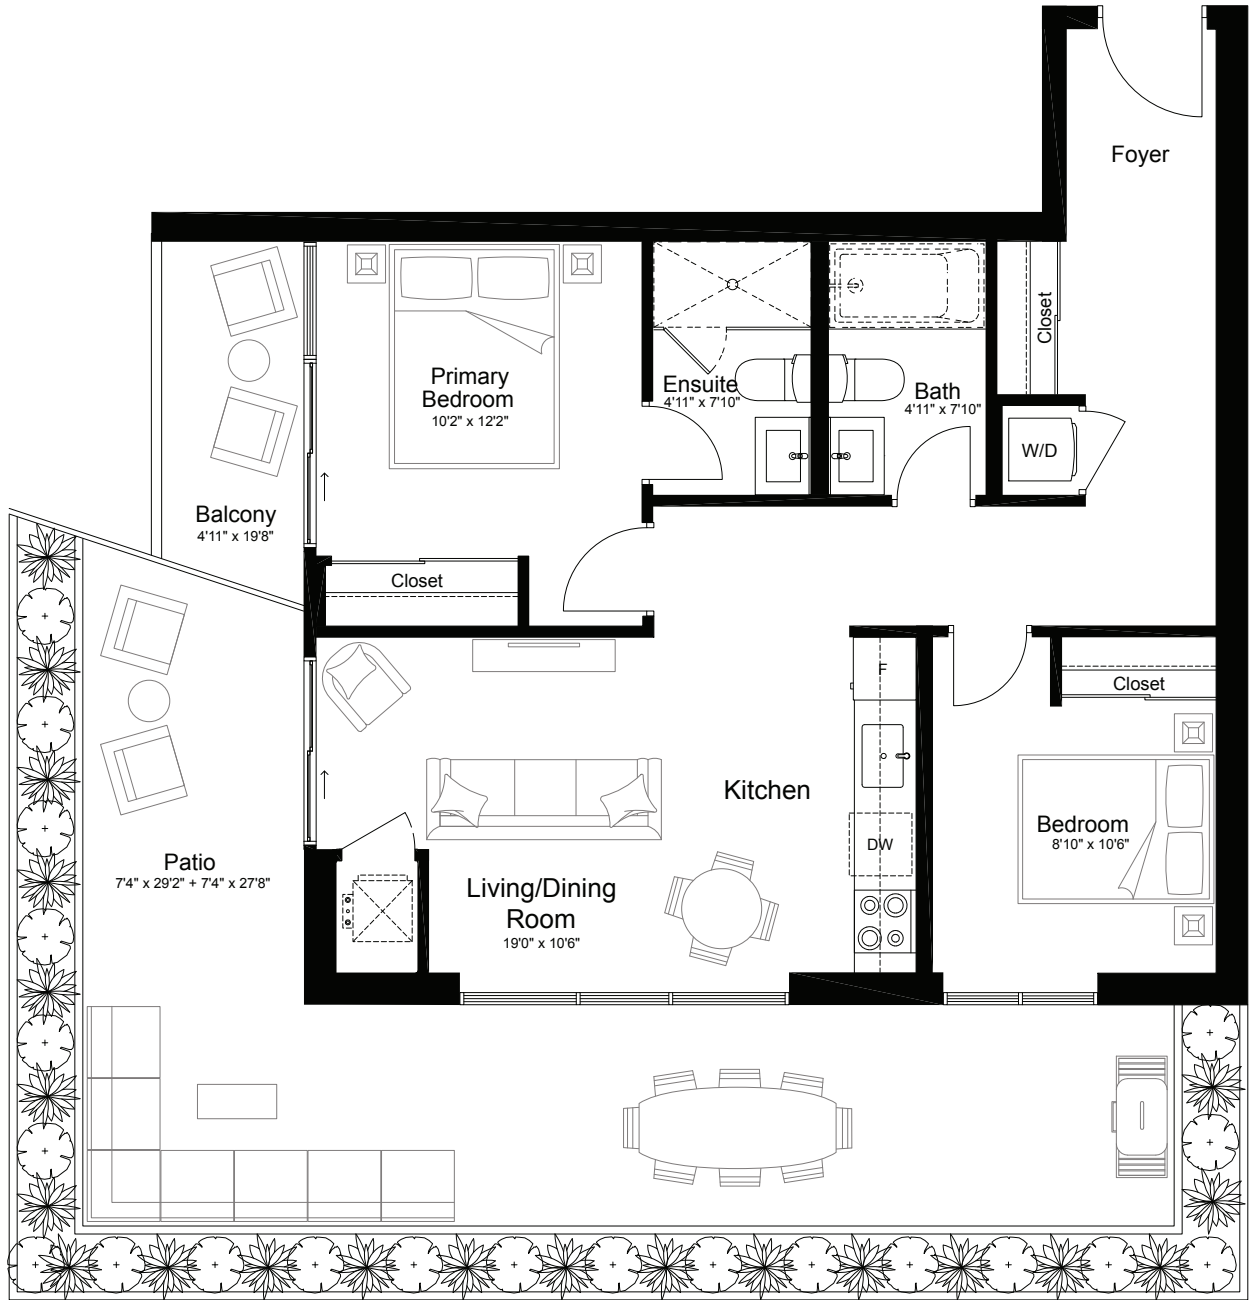 Foyer
Closet
Primary
Bedroom
10'2" x 12'2"
Ensuite
4'11" x 7'10"
Bath
4'11" x 7'10"
W/D
Balcony
4'11" x 19'8"
Closet
F
Closet
Kitchen
Bedroom
8'10" x 10'6"
DW
Patio
7'4" x 29'2" + 7'4" x 27'8"
Living/Dining
Room
19'0" x 10'6"